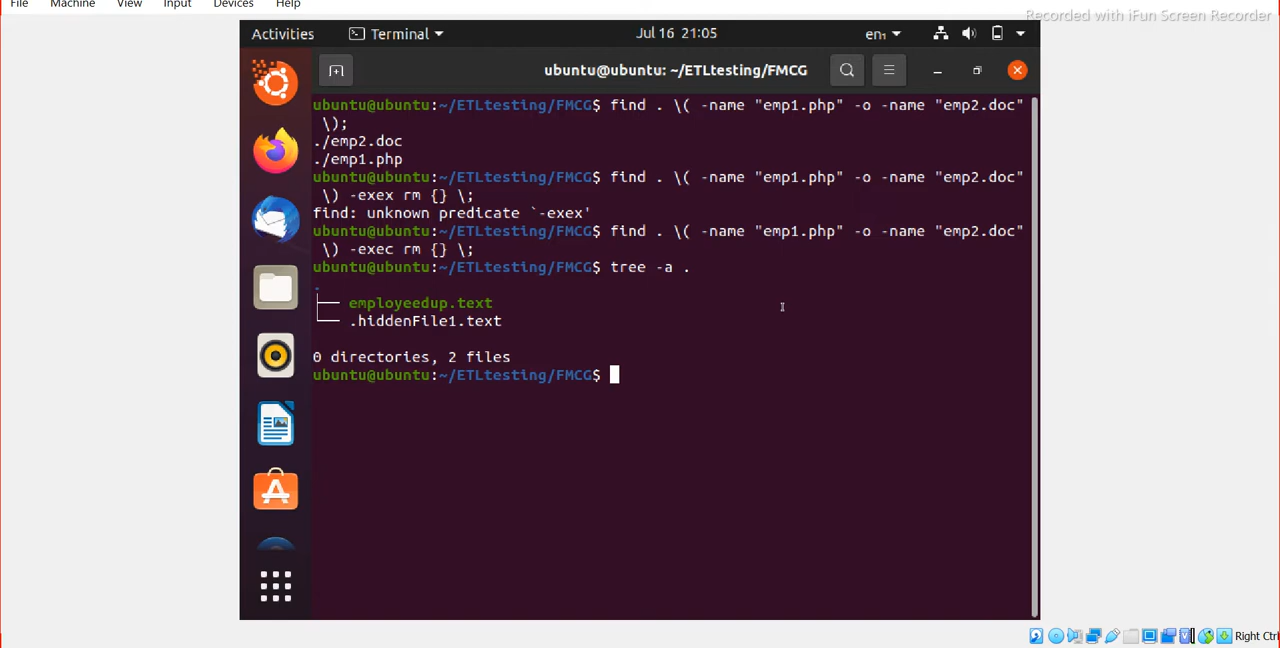 File Machine View Input Devices Help
Recorded with iFun Screen Recorder
Activities Terminal Jul 16 21:05 en₁
ubuntu@ubuntu: ~/ETLtesting/FMCG
ubuntu@ubuntu:~/ETLtesting/FMCG$ find . \( -name "emp1.php" -o -name "emp2.doc"
\);
./emp2.doc
./emp1.php
ubuntu@ubuntu:~/ETLtesting/FMCG$ find . \( -name "emp1.php" -o -name "emp2.doc"
\) -exex rm {} \;
find: unknown predicate `-exex'
ubuntu@ubuntu:~/ETLtesting/FMCG$ find . \( -name "emp1.php" -o -name "emp2.doc"
\) -exec rm {} \;
ubuntu@ubuntu:~/ETLtesting/FMCG$ tree -a .
.
├── employeedup.text
└── .hiddenFile1.text
0 directories, 2 files
ubuntu@ubuntu:~/ETLtesting/FMCG$
Right Ctrl